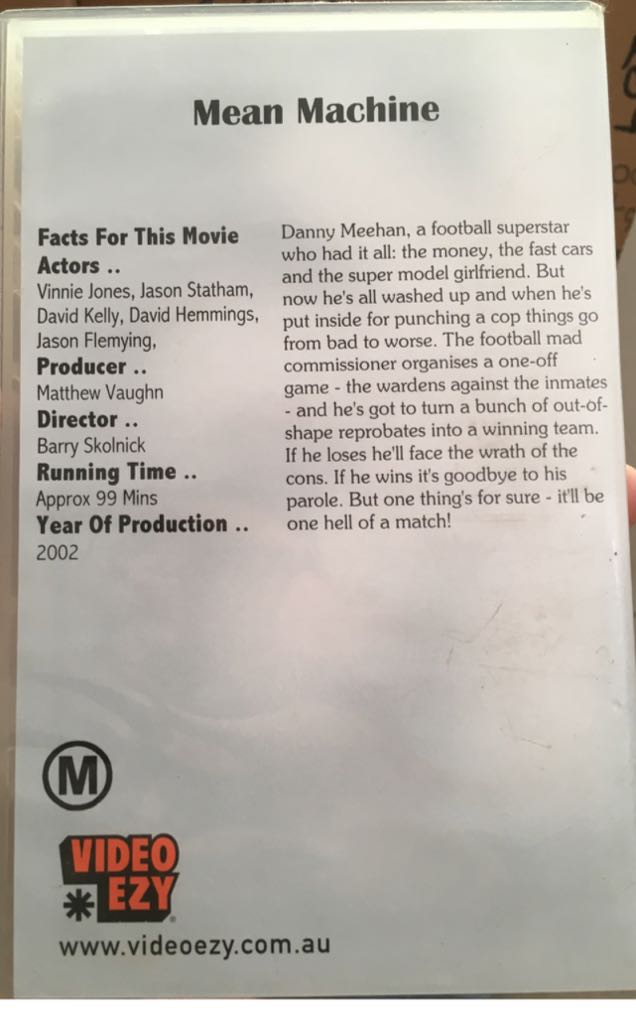 Mean Machine
Facts For This Movie
Actors ..
Vinnie Jones, Jason Statham,
David Kelly, David Hemmings,
Jason Flemying,
Producer ..
Matthew Vaughn
Director ..
Barry Skolnick
Running Time ..
Approx 99 Mins
Year Of Production ..
2002
Danny Meehan, a football superstar
who had it all: the money, the fast cars
and the super model girlfriend. But
now he's all washed up and when he's
put inside for punching a cop things go
from bad to worse. The football mad
commissioner organises a one-off
game - the wardens against the inmates
- and he's got to turn a bunch of out-of-
shape reprobates into a winning team.
If he loses he'll face the wrath of the
cons. If he wins it's goodbye to his
parole. But one thing's for sure - it'll be
one hell of a match!
M
VIDEO
EZY
www.videoezy.com.au